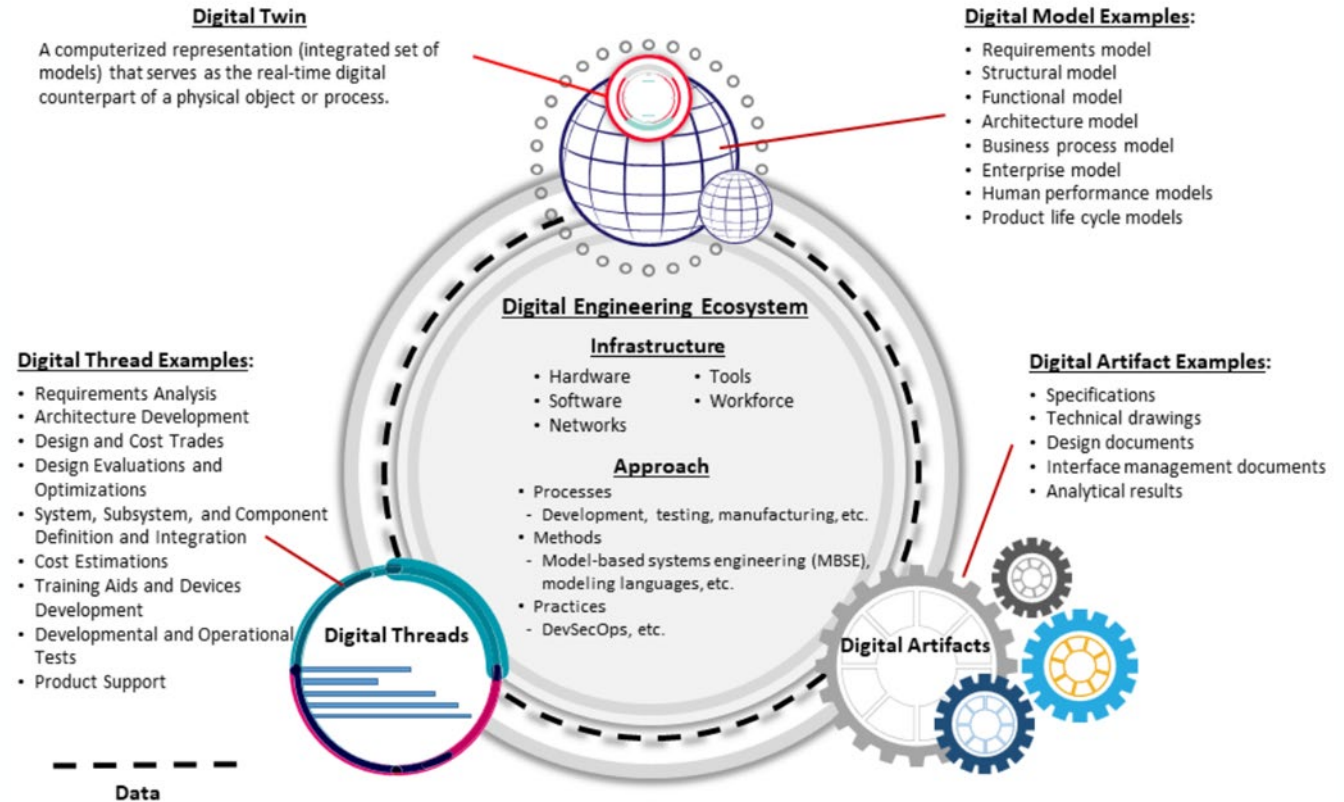 Digital Twin
A computerized representation (integrated set of
models) that serves as the real-time digital
counterpart of a physical object or process.
Digital Model Examples:
• Requirements model
• Structural model
• Functional model
• Architecture model
• Business process model
• Enterprise model
• Human performance models
• Product life cycle models
Digital Engineering Ecosystem
Infrastructure
• Hardware
• Software
• Networks
• Tools
• Workforce
Approach
• Processes
- Development, testing, manufacturing, etc.
• Methods
- Model-based systems engineering (MBSE),
modeling languages, etc.
• Practices
- DevSecOps, etc.
Digital Thread Examples:
• Requirements Analysis
• Architecture Development
• Design and Cost Trades
• Design Evaluations and
Optimizations
• System, Subsystem, and Component
Definition and Integration
• Cost Estimations
• Training Aids and Devices
Development
• Developmental and Operational
Tests
• Product Support
Digital Threads
Digital Artifact Examples:
• Specifications
• Technical drawings
• Design documents
• Interface management documents
• Analytical results
Digital Artifacts
Data